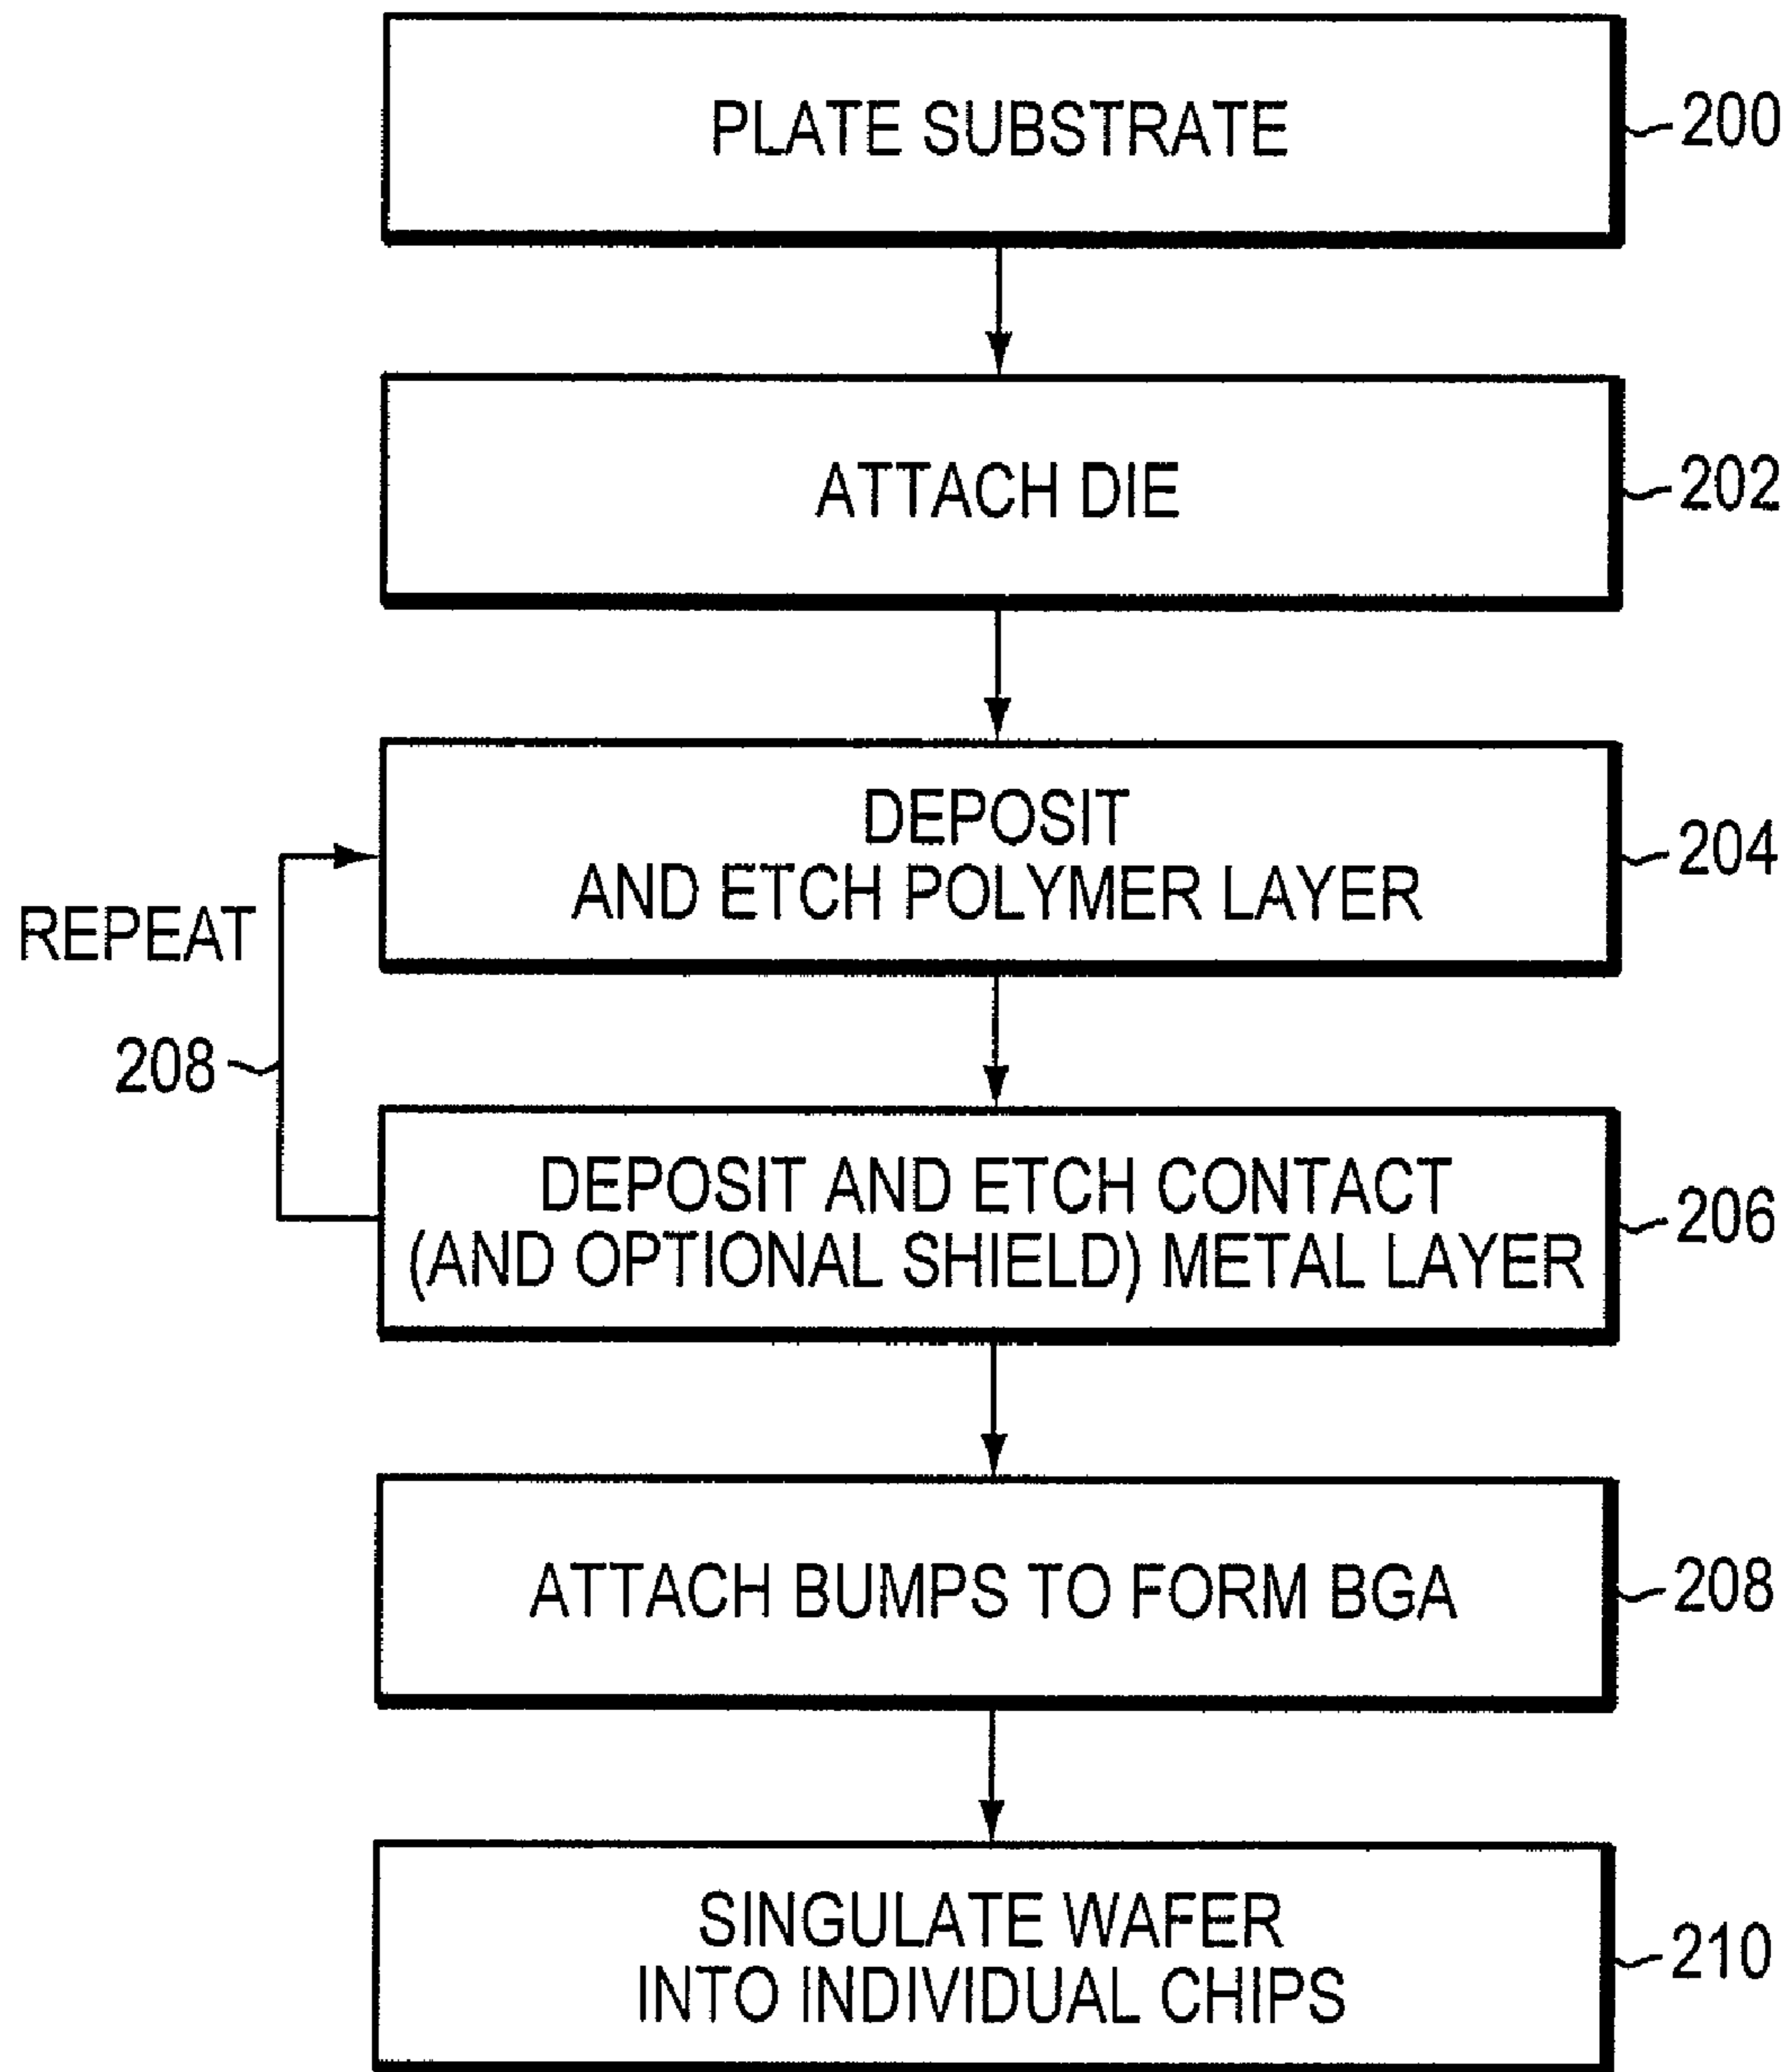 PLATE SUBSTRATE
200
ATTACH DIE
202
DEPOSIT
AND ETCH POLYMER LAYER
204
REPEAT
208
DEPOSIT AND ETCH CONTACT
(AND OPTIONAL SHIELD) METAL LAYER
206
ATTACH BUMPS TO FORM BGA
208
SINGULATE WAFER
INTO INDIVIDUAL CHIPS
210